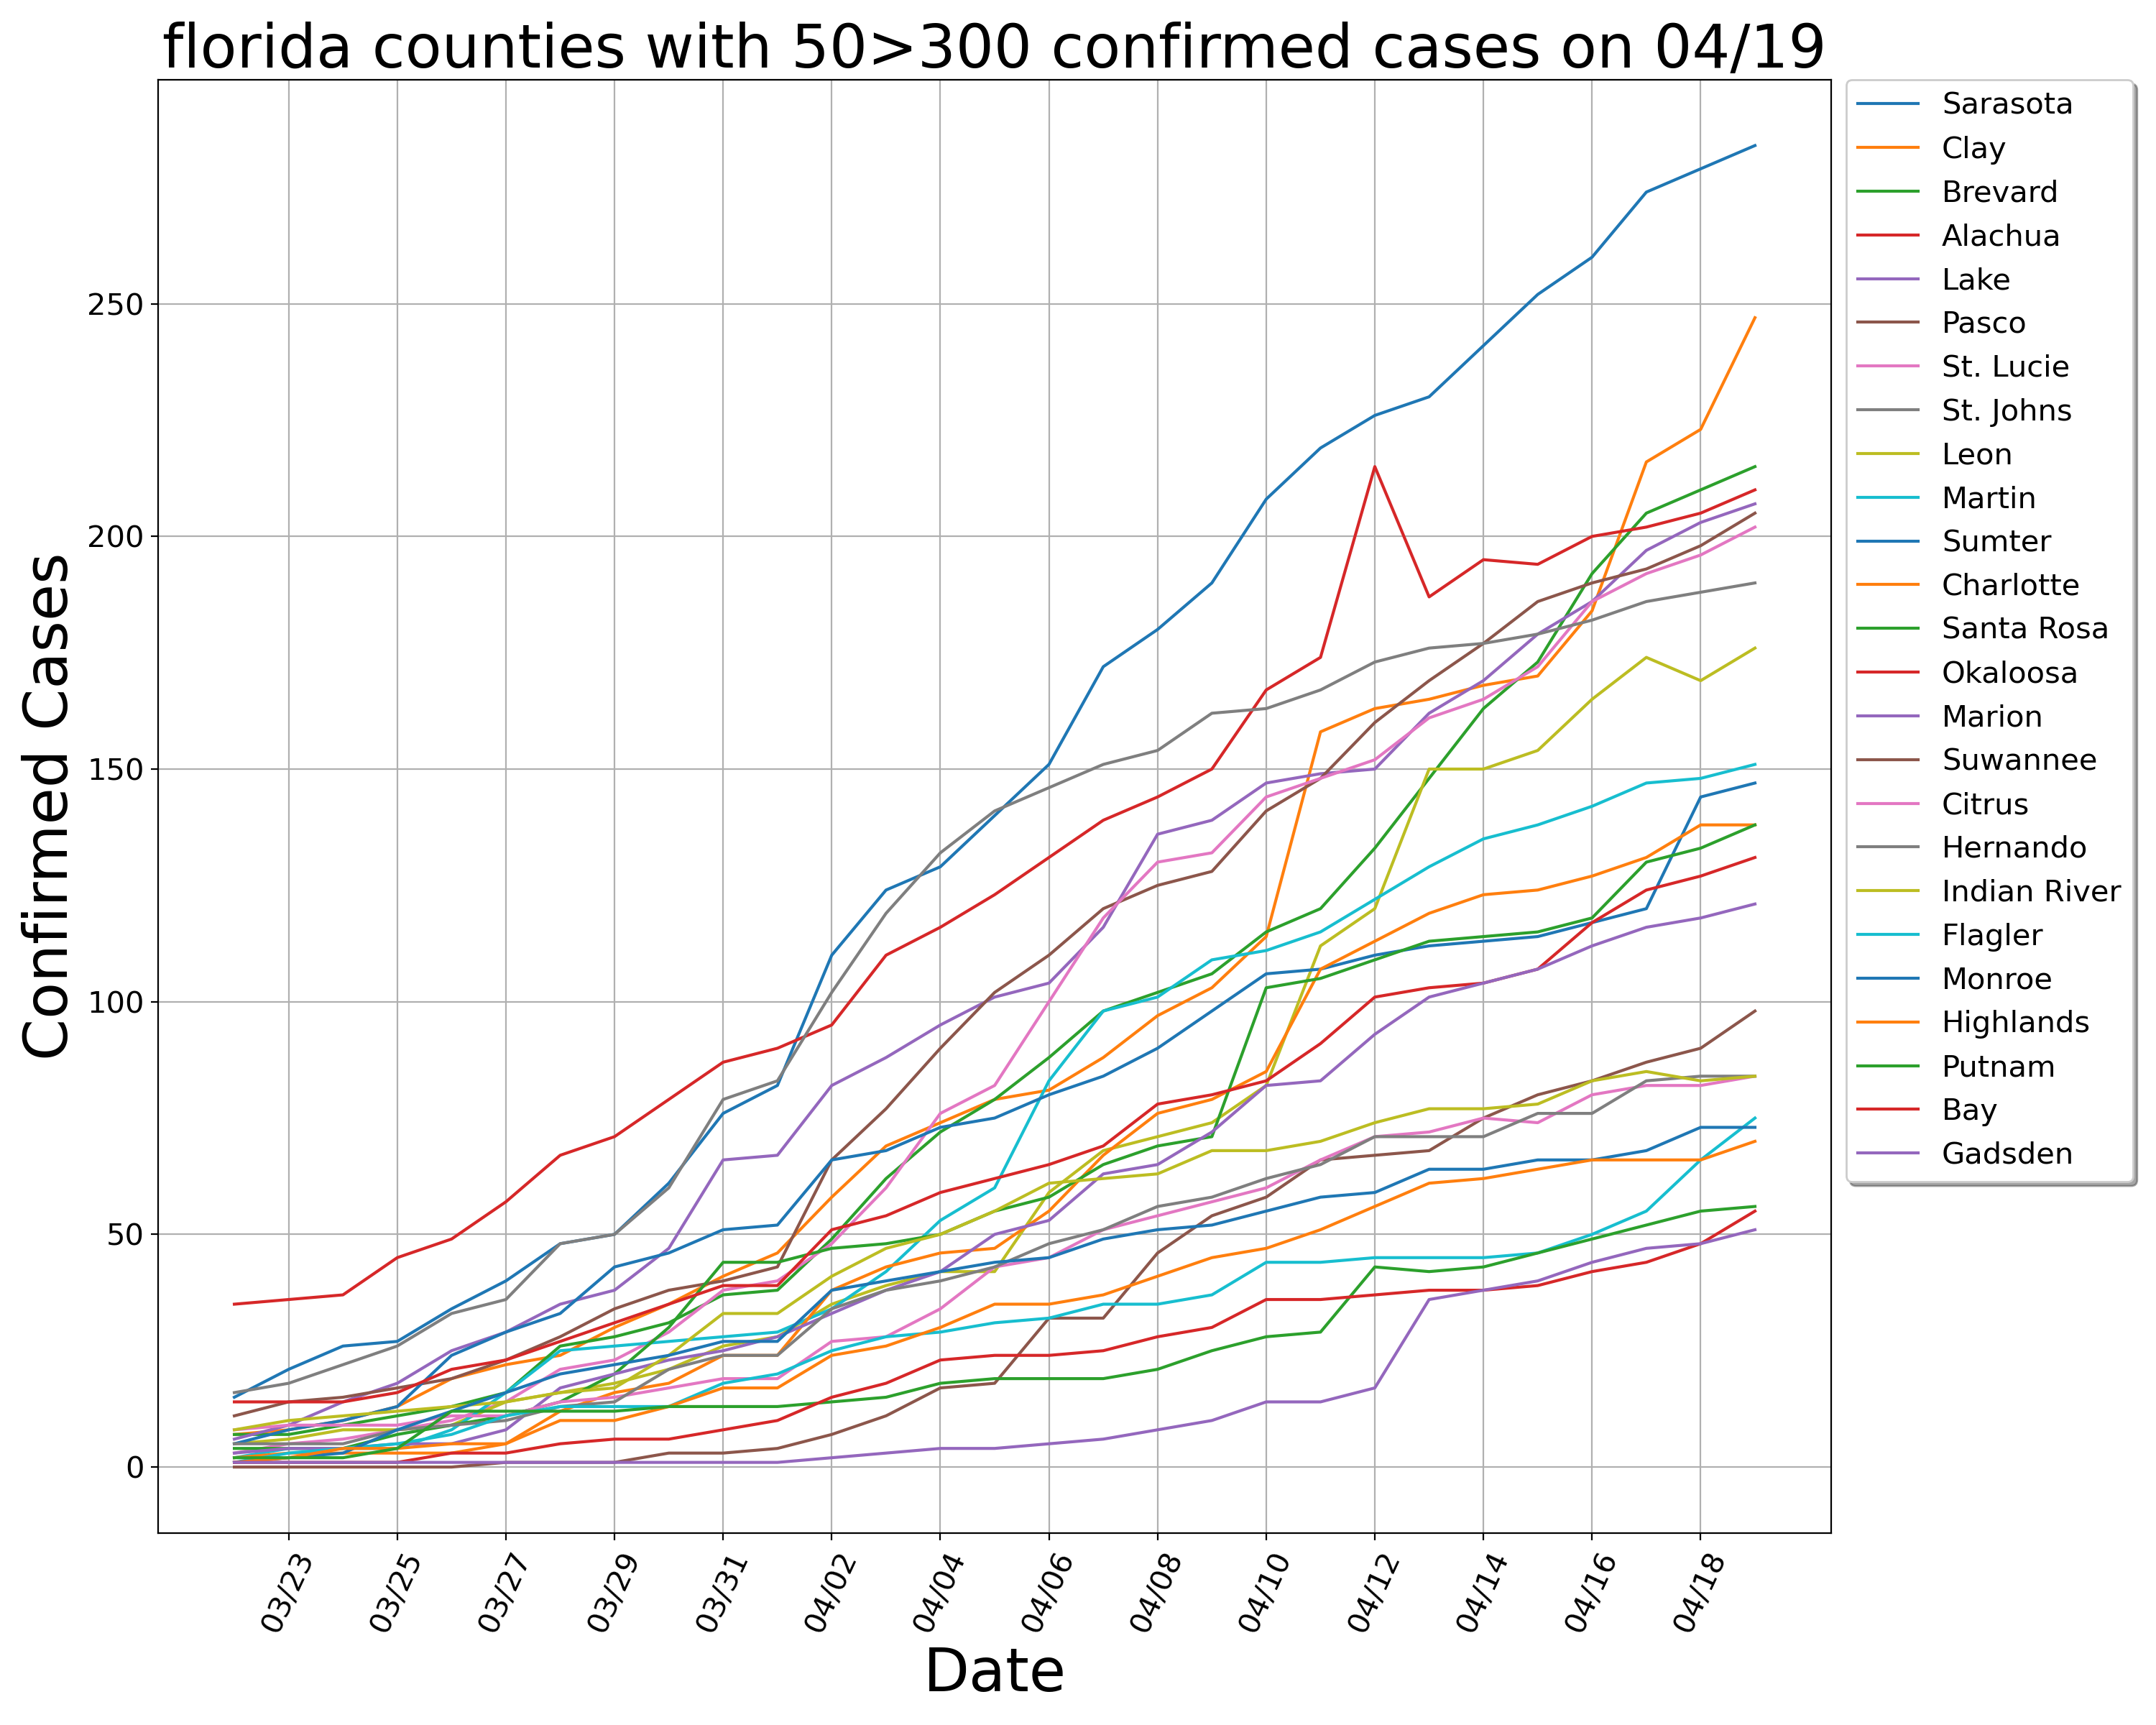 florida counties with 50>300 confirmed cases on 04/19
Confirmed Cases
250
200
150
100
50
0
03/23
03/25
03/27
03/29
03/31
04/02
04/04
04/06
04/08
04/10
04/12
04/14
04/16
04/18
Date
Sarasota
Clay
Brevard
Alachua
Lake
Pasco
St. Lucie
St. Johns
Leon
Martin
Sumter
Charlotte
Santa Rosa
Okaloosa
Marion
Suwannee
Citrus
Hernando
Indian River
Flagler
Monroe
Highlands
Putnam
Bay
Gadsden